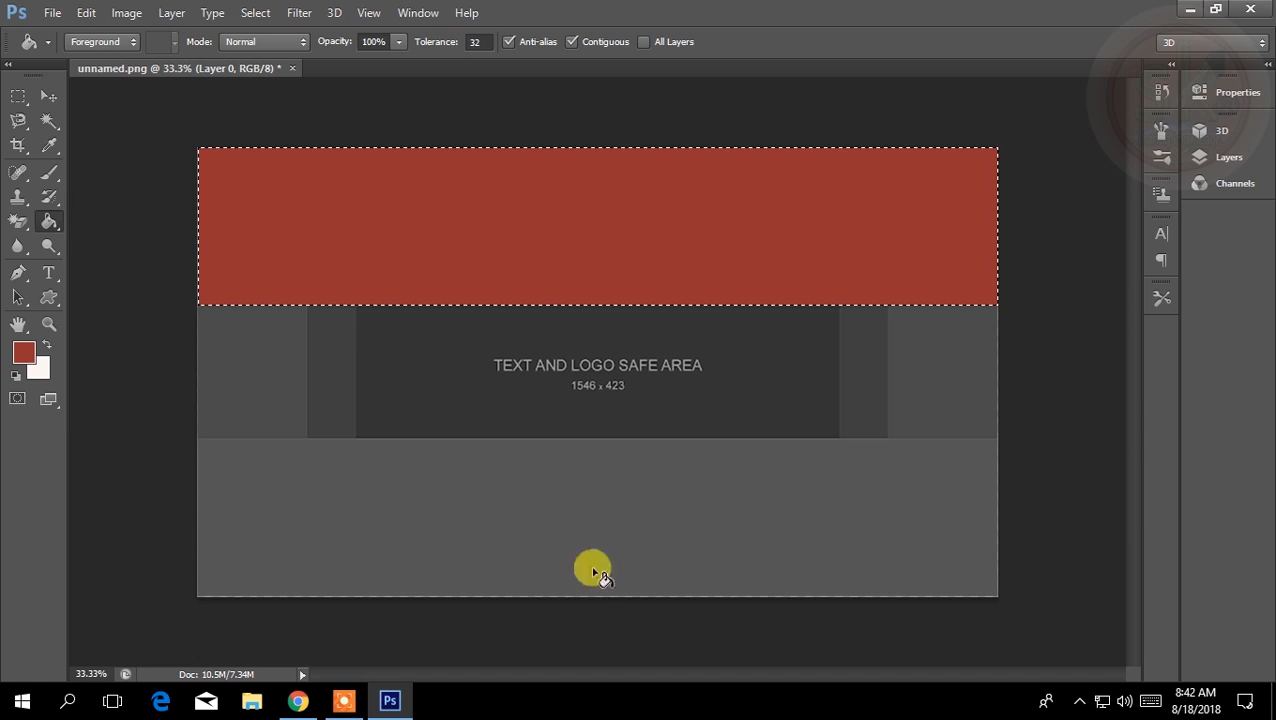 Ps File Edit Image Layer Type Select Filter 3D View Window Help
Foreground Mode: Normal Opacity: 100% Tolerance: 32 Anti-alias Contiguous All Layers 3D
unnamed.png @ 33.3% (Layer 0, RGB/8) * ×
Properties
3D
Layers
Channels
TEXT AND LOGO SAFE AREA
1546 x 423
33.33% Doc: 10.5M/7.34M
8:42 AM
8/18/2018
Ps